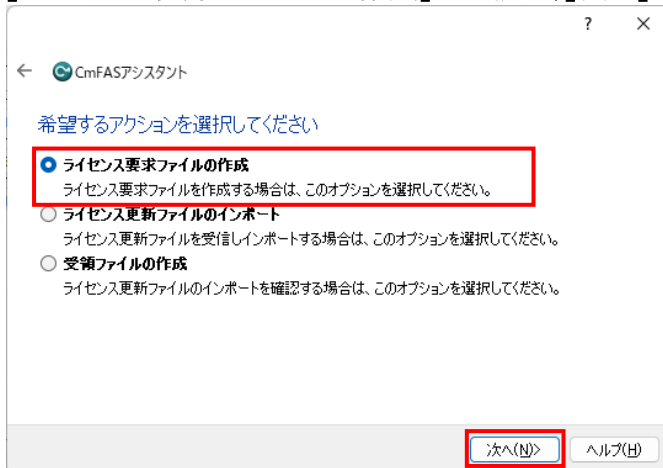 ? ×
← CmFASアシスタント
希望するアクションを選択してください
ライセンス要求ファイルの作成
ライセンス要求ファイルを作成する場合は、このオプションを選択してください。
ライセンス更新ファイルのインポート
ライセンス更新ファイルを受信しインポートする場合は、このオプションを選択してください。
受領ファイルの作成
ライセンス更新ファイルのインポートを確認する場合は、このオプションを選択してください。
次へ(N)> ヘルプ(H)